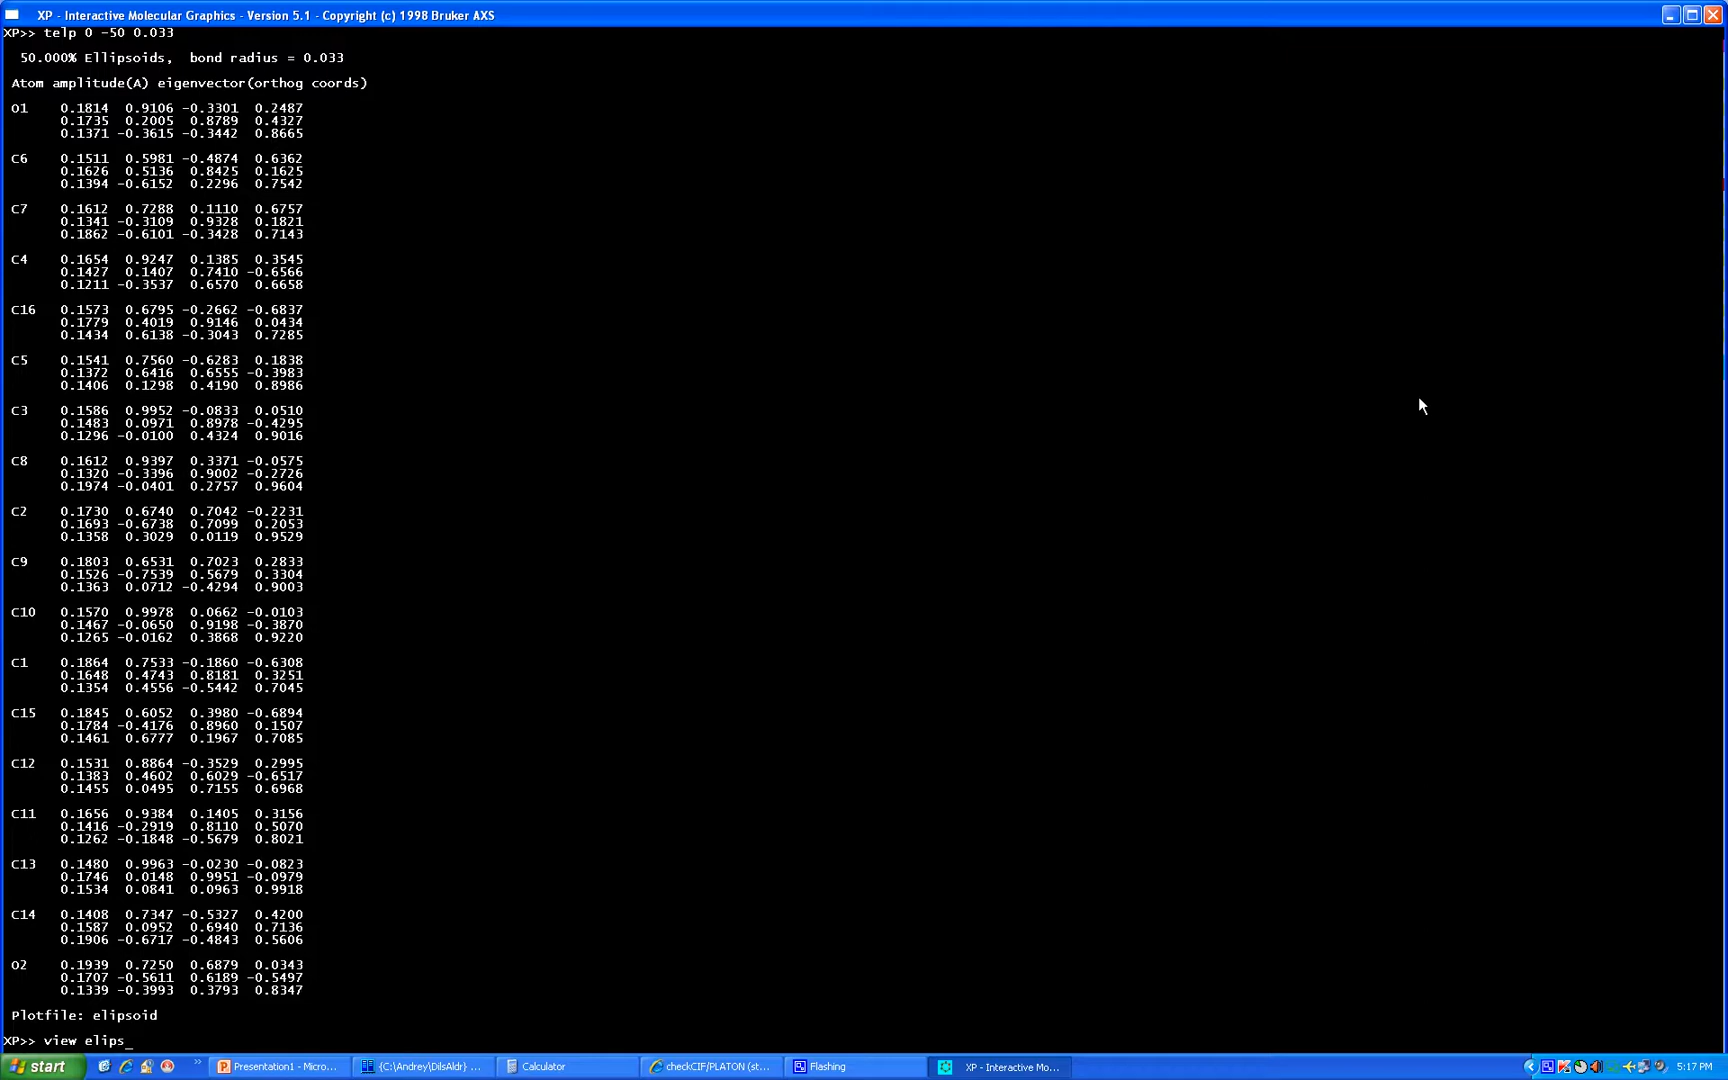 XP - Interactive Molecular Graphics - Version 5.1 - Copyright (c) 1998 Bruker AXS
XP>> telp 0 -50 0.033
50.000% Ellipsoids, bond radius = 0.033
Atom amplitude(A) eigenvector(orthog coords)
O1 0.1814 0.9106 -0.3301 0.2487
0.1735 0.2005 0.8789 0.4327
0.1371 -0.3615 -0.3442 0.8665
C6 0.1511 0.5981 -0.4874 0.6362
0.1626 0.5136 0.8425 0.1625
0.1394 -0.6152 0.2296 0.7542
C7 0.1612 0.7288 0.1110 0.6757
0.1341 -0.3109 0.9328 0.1821
0.1862 -0.6101 -0.3428 0.7143
C4 0.1654 0.9247 0.1385 0.3545
0.1427 0.1407 0.7410 -0.6566
0.1211 -0.3537 0.6570 0.6658
C16 0.1573 0.6795 -0.2662 -0.6837
0.1779 0.4019 0.9146 0.0434
0.1434 0.6138 -0.3043 0.7285
C5 0.1541 0.7560 -0.6283 0.1838
0.1372 0.6416 0.6555 -0.3983
0.1406 0.1298 0.4190 0.8986
C3 0.1586 0.9952 -0.0833 0.0510
0.1483 0.0971 0.8978 -0.4295
0.1296 -0.0100 0.4324 0.9016
C8 0.1612 0.9397 0.3371 -0.0575
0.1320 -0.3396 0.9002 -0.2726
0.1974 -0.0401 0.2757 0.9604
C2 0.1730 0.6740 0.7042 -0.2231
0.1693 -0.6738 0.7099 0.2053
0.1358 0.3029 0.0119 0.9529
C9 0.1803 0.6531 0.7023 0.2833
0.1526 -0.7539 0.5679 0.3304
0.1363 0.0712 -0.4294 0.9003
C10 0.1570 0.9978 0.0662 -0.0103
0.1467 -0.0650 0.9198 -0.3870
0.1265 -0.0162 0.3868 0.9220
C1 0.1864 0.7533 -0.1860 -0.6308
0.1648 0.4743 0.8181 0.3251
0.1354 0.4556 -0.5442 0.7045
C15 0.1845 0.6052 0.3980 -0.6894
0.1784 -0.4176 0.8960 0.1507
0.1461 0.6777 0.1967 0.7085
C12 0.1531 0.8864 -0.3529 0.2995
0.1383 0.4602 0.6029 -0.6517
0.1455 0.0495 0.7155 0.6968
C11 0.1656 0.9384 0.1405 0.3156
0.1416 -0.2919 0.8110 0.5070
0.1262 -0.1848 -0.5679 0.8021
C13 0.1480 0.9963 -0.0230 -0.0823
0.1746 0.0148 0.9951 -0.0979
0.1534 0.0841 0.0963 0.9918
C14 0.1408 0.7347 -0.5327 0.4200
0.1587 0.0952 0.6940 0.7136
0.1906 -0.6717 -0.4843 0.5606
O2 0.1939 0.7250 0.6879 0.0343
0.1707 -0.5611 0.6189 -0.5497
0.1339 -0.3993 0.3793 0.8347
Plotfile: elipsoid
XP>> view elips_
start » Presentation1 - Micro... {C:\Andrey\DilsAldr} ... Calculator checkCIF/PLATON (st... Flashing XP - Interactive Mo... 5:17 PM